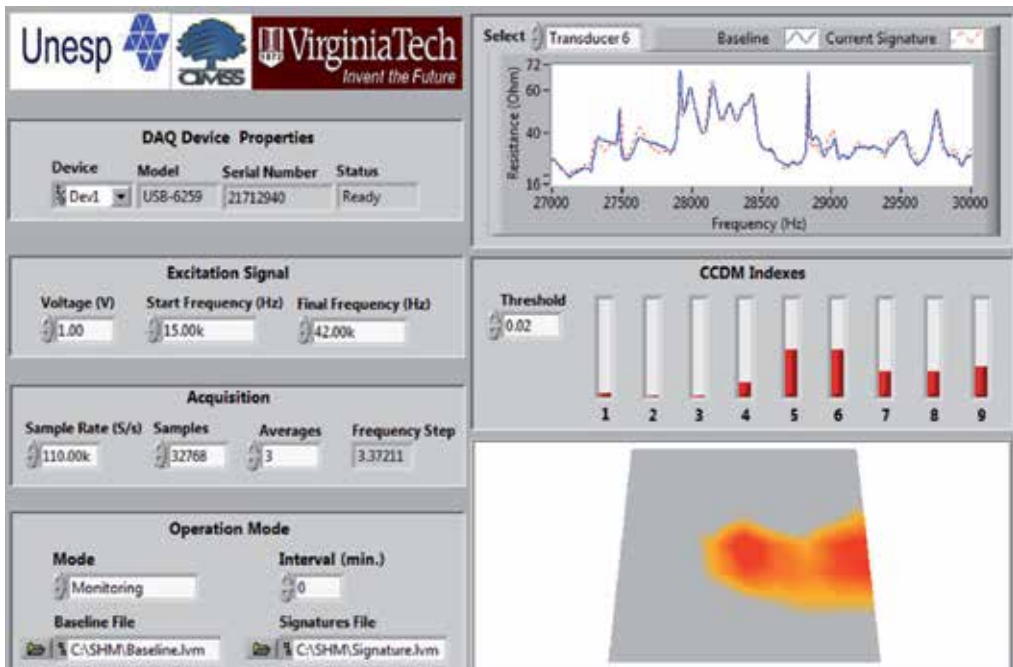 Unesp
CIMSS
1872
VirginiaTech
Invent the Future
DAQ Device Properties
Device Model Serial Number Status
Dev1 USB-6259 21712940 Ready
Excitation Signal
Voltage (V) Start Frequency (Hz) Final Frequency (Hz)
1.00 15.00k 42.00k
Acquisition
Sample Rate (S/s) Samples Averages Frequency Step
110.00k 32768 3 3.37211
Operation Mode
Mode Interval (min.)
Monitoring 0
Baseline File Signatures File
C:\SHM\Baseline.lvm C:\SHM\Signature.lvm
Select Transducer 6 Baseline Current Signature
Resistance (Ohm)
72
60
40
16
27000 27500 28000 28500 29000 29500 30000
Frequency (Hz)
CCDM Indexes
Threshold
0.02
1 2 3 4 5 6 7 8 9